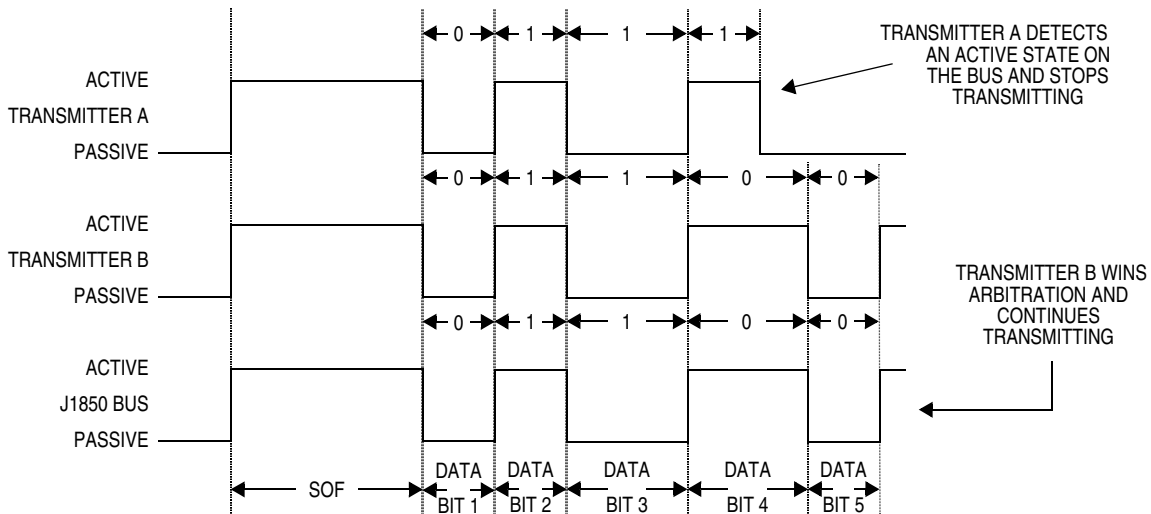 0 1 1 1
TRANSMITTER A DETECTS
AN ACTIVE STATE ON
THE BUS AND STOPS
TRANSMITTING
ACTIVE
TRANSMITTER A
PASSIVE
0 1 1 0 0
ACTIVE
TRANSMITTER B
PASSIVE
TRANSMITTER B WINS
ARBITRATION AND
CONTINUES
TRANSMITTING
0 1 1 0 0
ACTIVE
J1850 BUS
PASSIVE
SOF
DATA
BIT 1
DATA
BIT 2
DATA
BIT 3
DATA
BIT 4
DATA
BIT 5